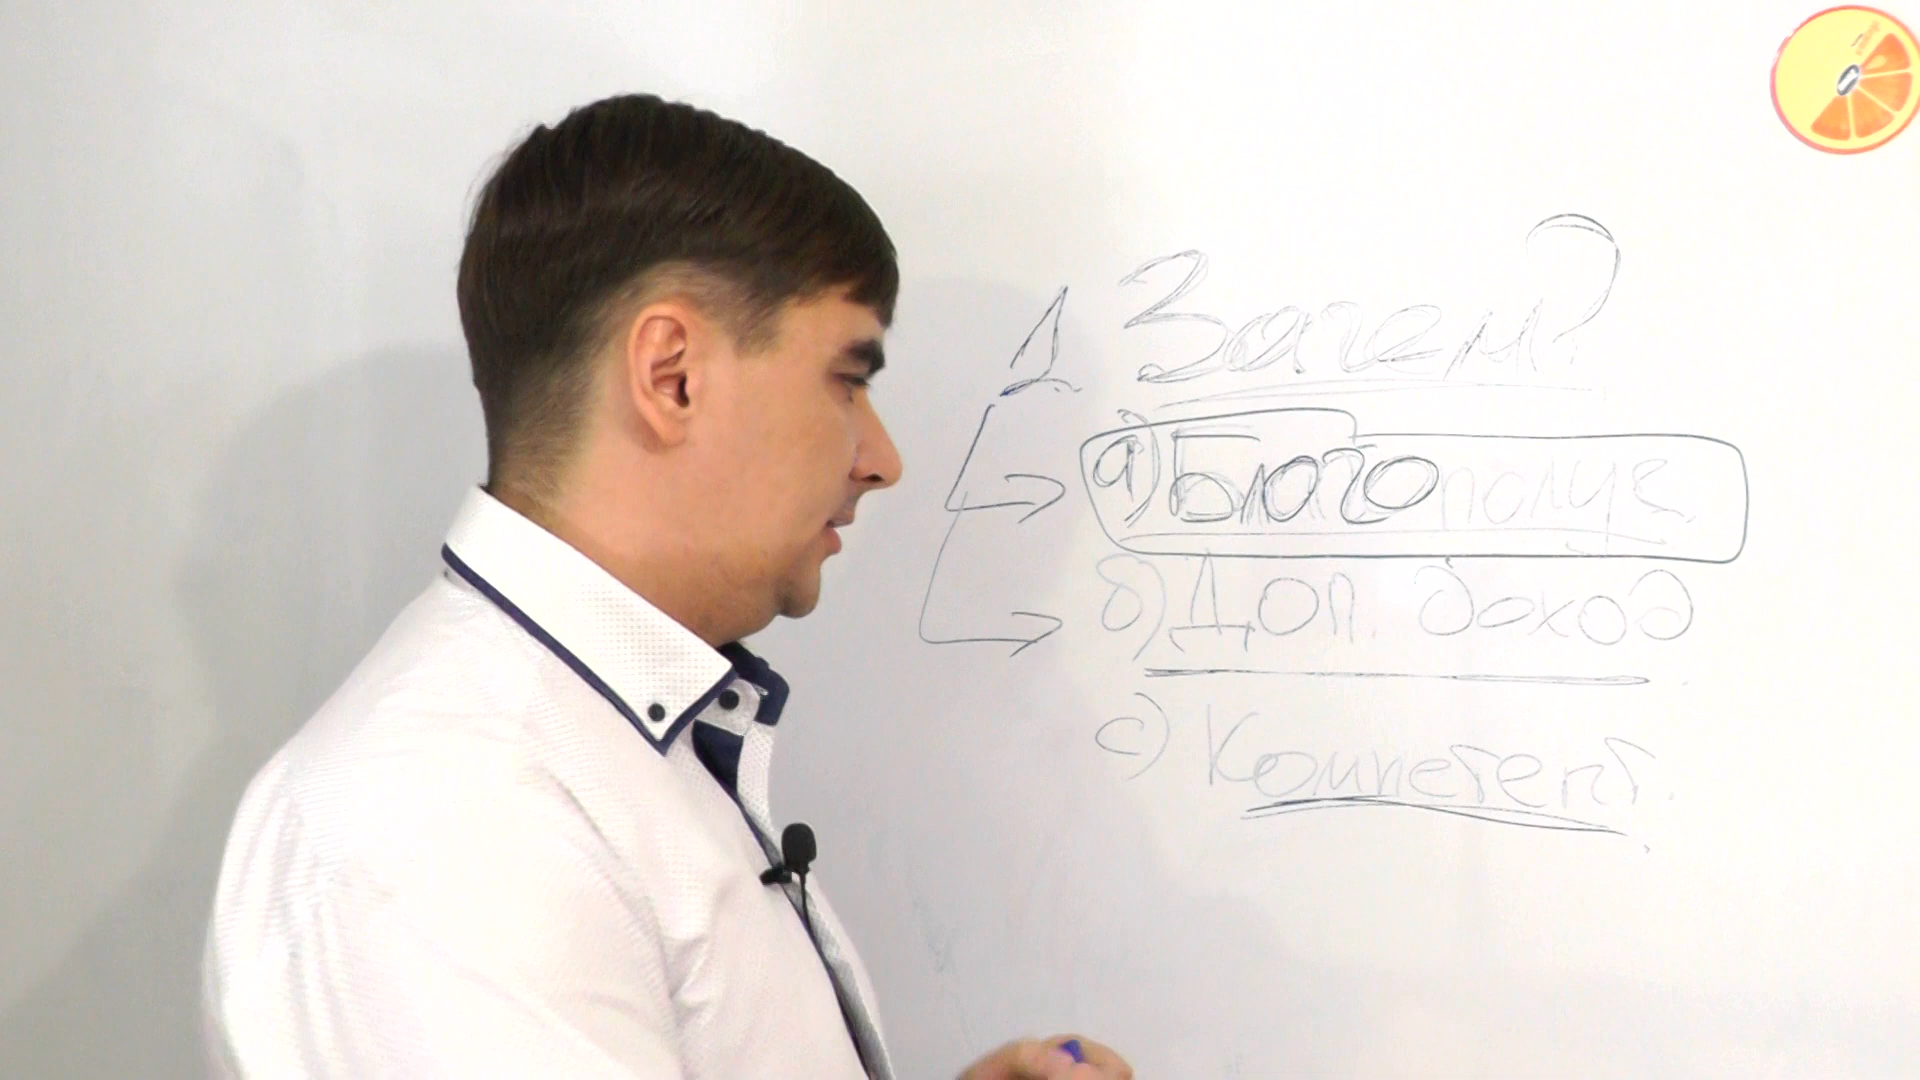 1 Зачем?
а) Благополуч.
б) Доп. доход
с) Компетент.